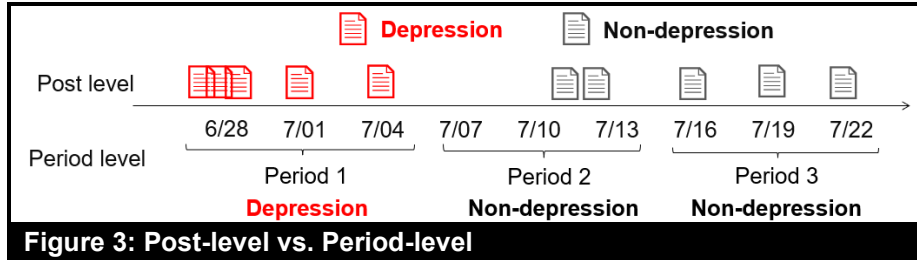 Depression Non-depression
Post level
6/28 7/01 7/04 7/07 7/10 7/13 7/16 7/19 7/22
Period level
Period 1 Period 2 Period 3
Depression Non-depression Non-depression
Figure 3: Post-level vs. Period-level